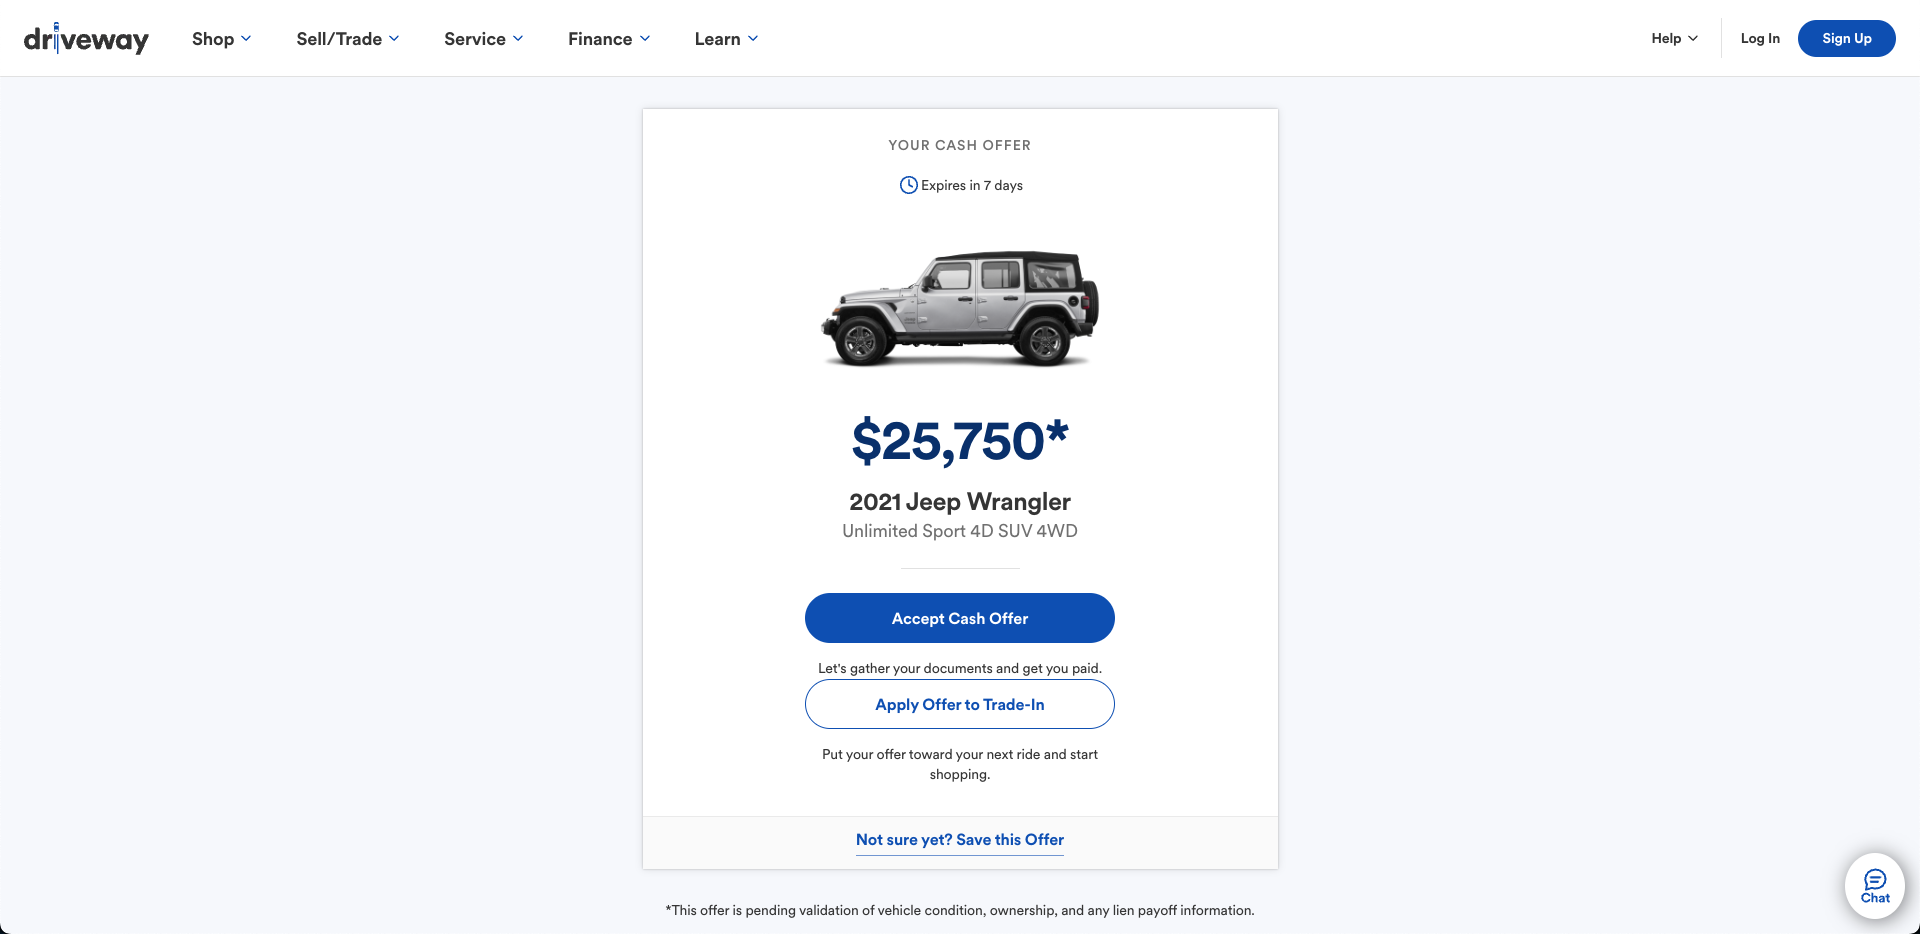 driveway
Shop
Sell/Trade
Service
Finance
Learn
Help
Log In
Sign Up
YOUR CASH OFFER
Expires in 7 days
$25,750*
2021 Jeep Wrangler
Unlimited Sport 4D SUV 4WD
Accept Cash Offer
Let's gather your documents and get you paid.
Apply Offer to Trade-In
Put your offer toward your next ride and start
shopping.
Not sure yet? Save this Offer
*This offer is pending validation of vehicle condition, ownership, and any lien payoff information.
Chat